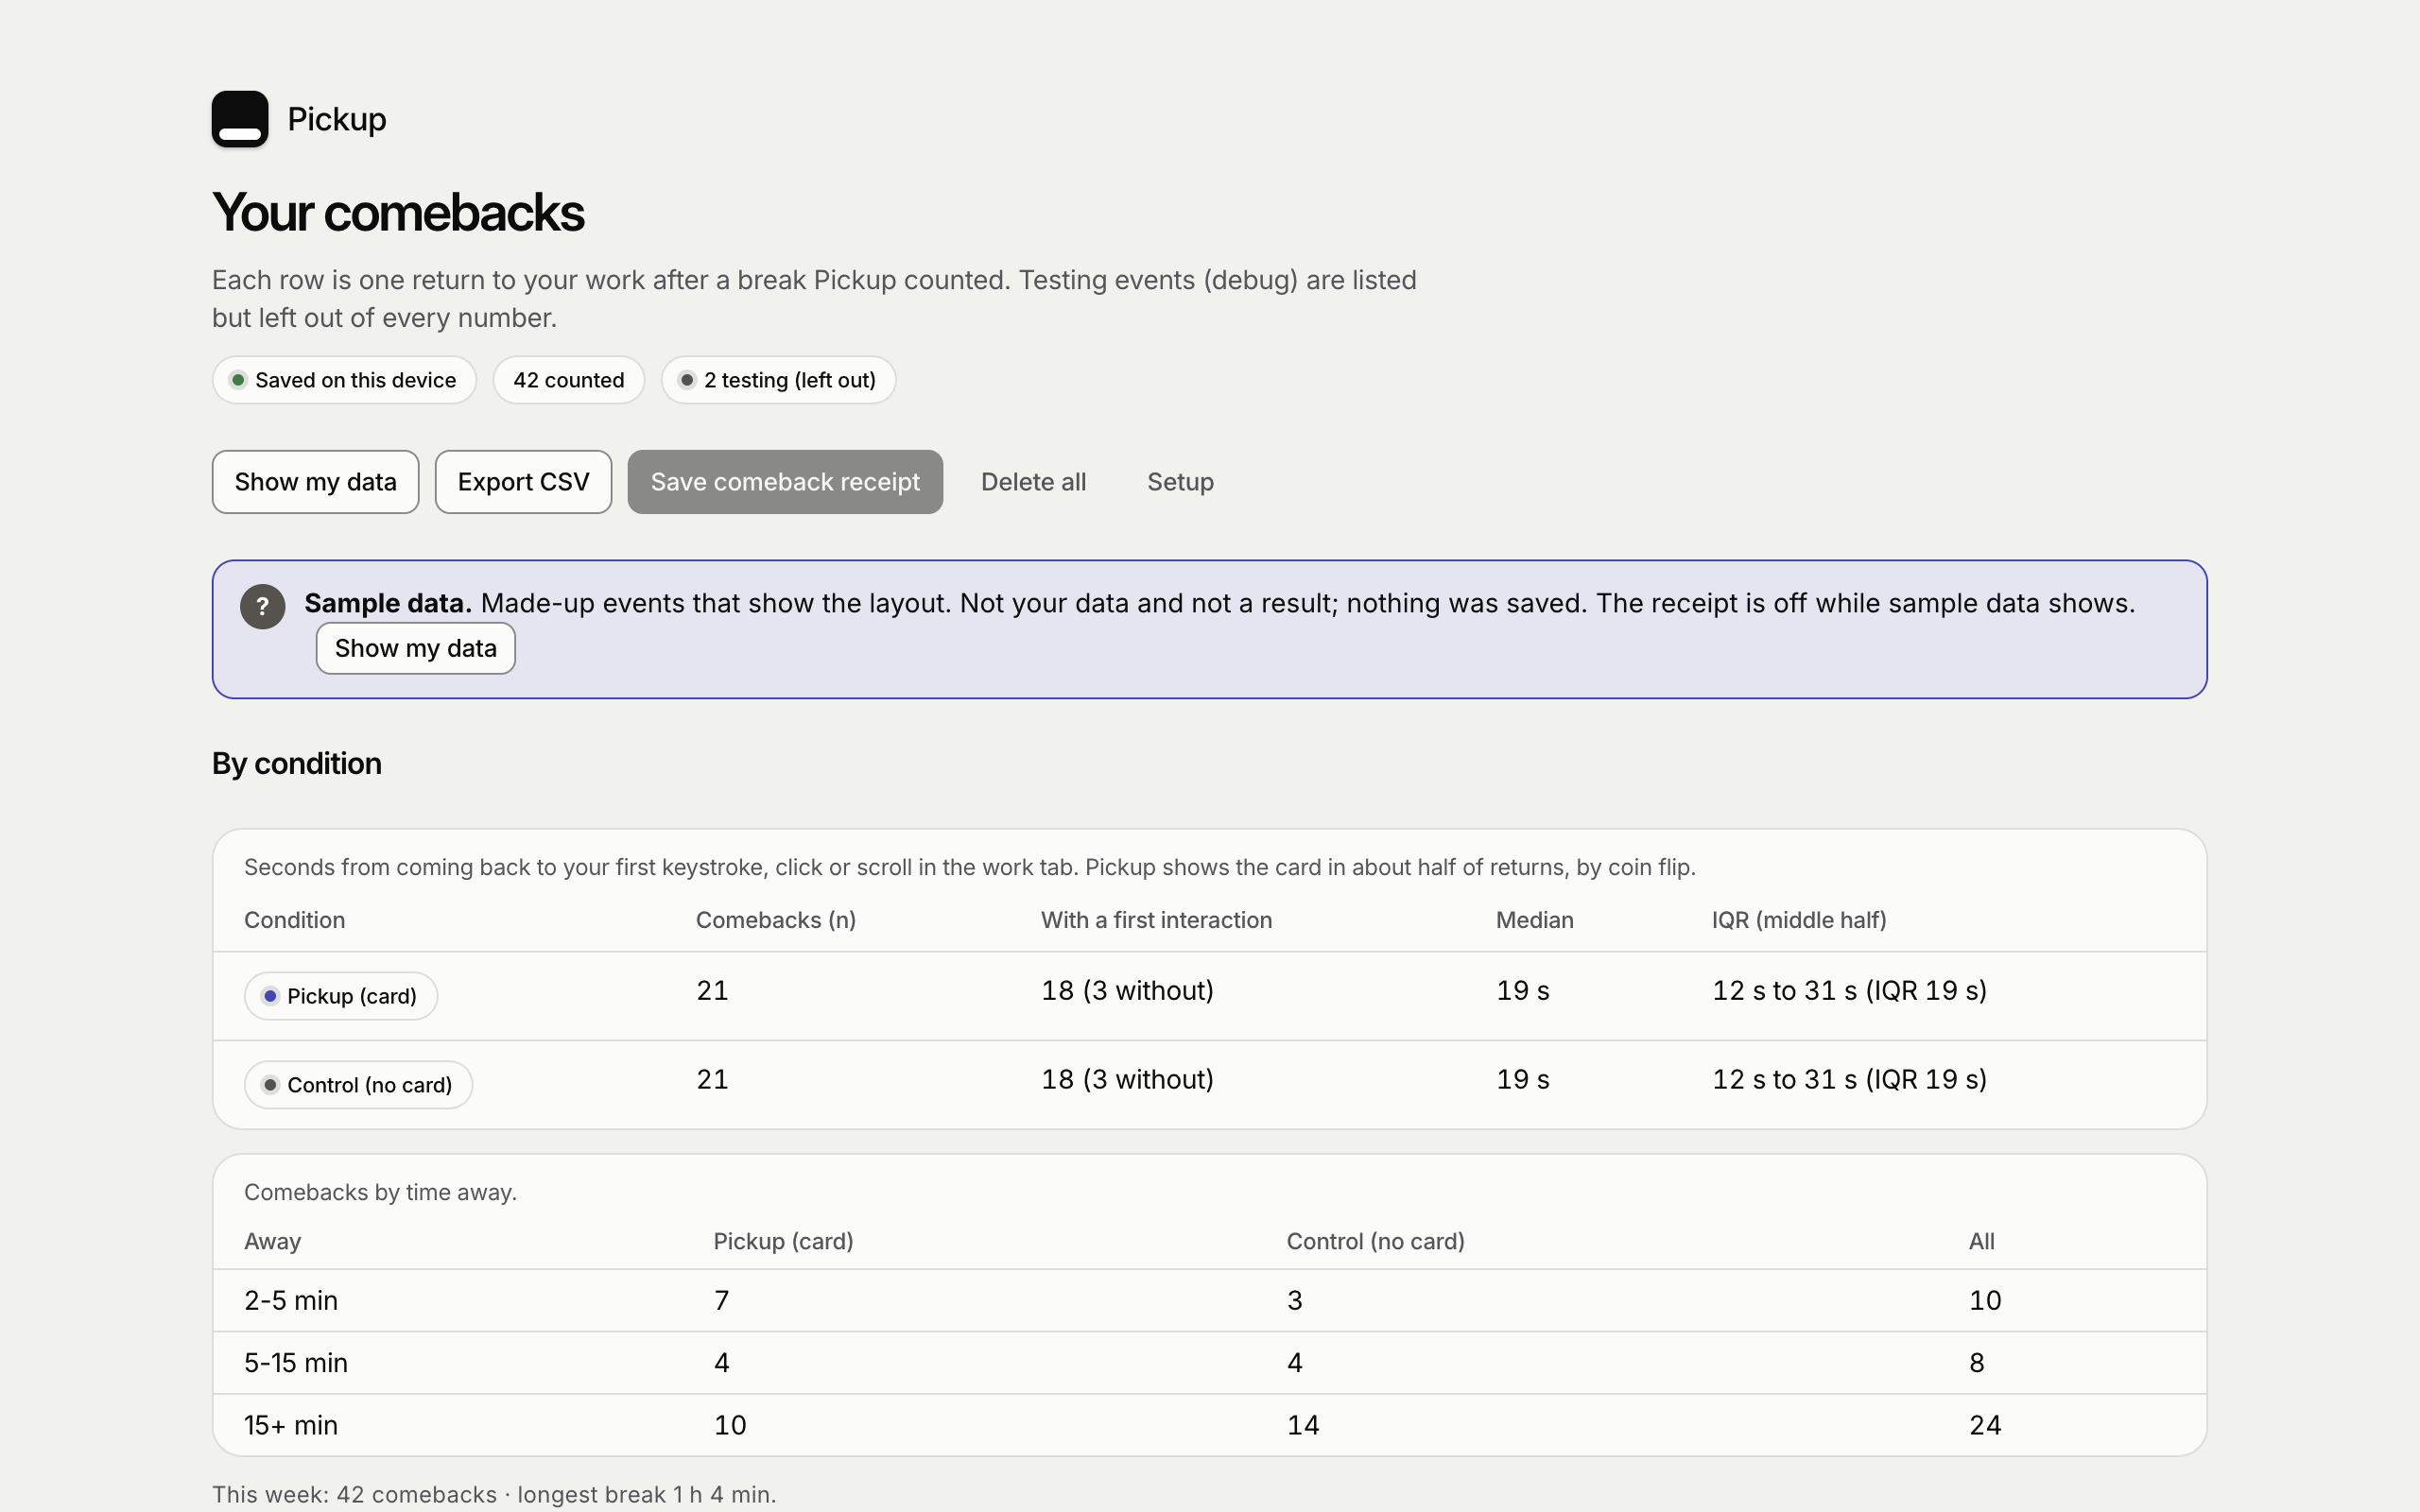 Pickup
Your comebacks
Each row is one return to your work after a break Pickup counted. Testing events (debug) are listed
but left out of every number.
Saved on this device 42 counted 2 testing (left out)
Show my data Export CSV Save comeback receipt Delete all Setup
? Sample data. Made-up events that show the layout. Not your data and not a result; nothing was saved. The receipt is off while sample data shows.
Show my data
By condition
Seconds from coming back to your first keystroke, click or scroll in the work tab. Pickup shows the card in about half of returns, by coin flip.
Condition Comebacks (n) With a first interaction Median IQR (middle half)
Pickup (card) 21 18 (3 without) 19 s 12 s to 31 s (IQR 19 s)
Control (no card) 21 18 (3 without) 19 s 12 s to 31 s (IQR 19 s)
Comebacks by time away.
Away Pickup (card) Control (no card) All
2-5 min 7 3 10
5-15 min 4 4 8
15+ min 10 14 24
This week: 42 comebacks · longest break 1 h 4 min.